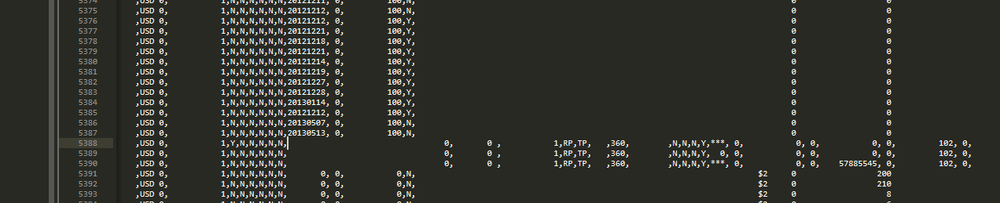 5374 ,USD 0, 1,N,N,N,N,N,N,20121211, 0, 100,N, 0 0
5375 ,USD 0, 1,N,N,N,N,N,N,20121212, 0, 100,N, 0 0
5376 ,USD 0, 1,N,N,N,N,N,N,20121212, 0, 100,Y, 0 0
5377 ,USD 0, 1,N,N,N,N,N,N,20121221, 0, 100,Y, 0 0
5378 ,USD 0, 1,N,N,N,N,N,N,20121218, 0, 100,Y, 0 0
5379 ,USD 0, 1,N,N,N,N,N,N,20121221, 0, 100,Y, 0 0
5380 ,USD 0, 1,N,N,N,N,N,N,20121214, 0, 100,Y, 0 0
5381 ,USD 0, 1,N,N,N,N,N,N,20121219, 0, 100,Y, 0 0
5382 ,USD 0, 1,N,N,N,N,N,N,20121227, 0, 100,Y, 0 0
5383 ,USD 0, 1,N,N,N,N,N,N,20121228, 0, 100,Y, 0 0
5384 ,USD 0, 1,N,N,N,N,N,N,20130114, 0, 100,Y, 0 0
5385 ,USD 0, 1,N,N,N,N,N,N,20121212, 0, 100,Y, 0 0
5386 ,USD 0, 1,N,N,N,N,N,N,20130507, 0, 100,N, 0 0
5387 ,USD 0, 1,N,N,N,N,N,N,20130513, 0, 100,N, 0 0
5388 ,USD 0, 1,Y,N,N,N,N,N, 0, 0 , 1,RP,TP, ,360, ,N,N,N,Y,***, 0, 0, 0, 0, 0, 102, 0,
5389 ,USD 0, 1,N,N,N,N,N,N, 0, 0 , 1,RP,TP, ,360, ,N,N,N,Y, 0, 0, 0, 0, 0, 0, 102, 0,
5390 ,USD 0, 1,N,N,N,N,N,N, 0, 0 , 1,RP,TP, ,360, ,N,N,N,Y,***, 0, 0, 0, 57885545, 0, 102, 0,
5391 ,USD 0, 1,N,N,N,N,N,N, 0, 0, 0,N, $2 0 200
5392 ,USD 0, 1,N,N,N,N,N,N, 0, 0, 0,N, $2 0 210
5393 ,USD 0, 1,N,N,N,N,N,N, 0, 0, 0,N, $2 0 8